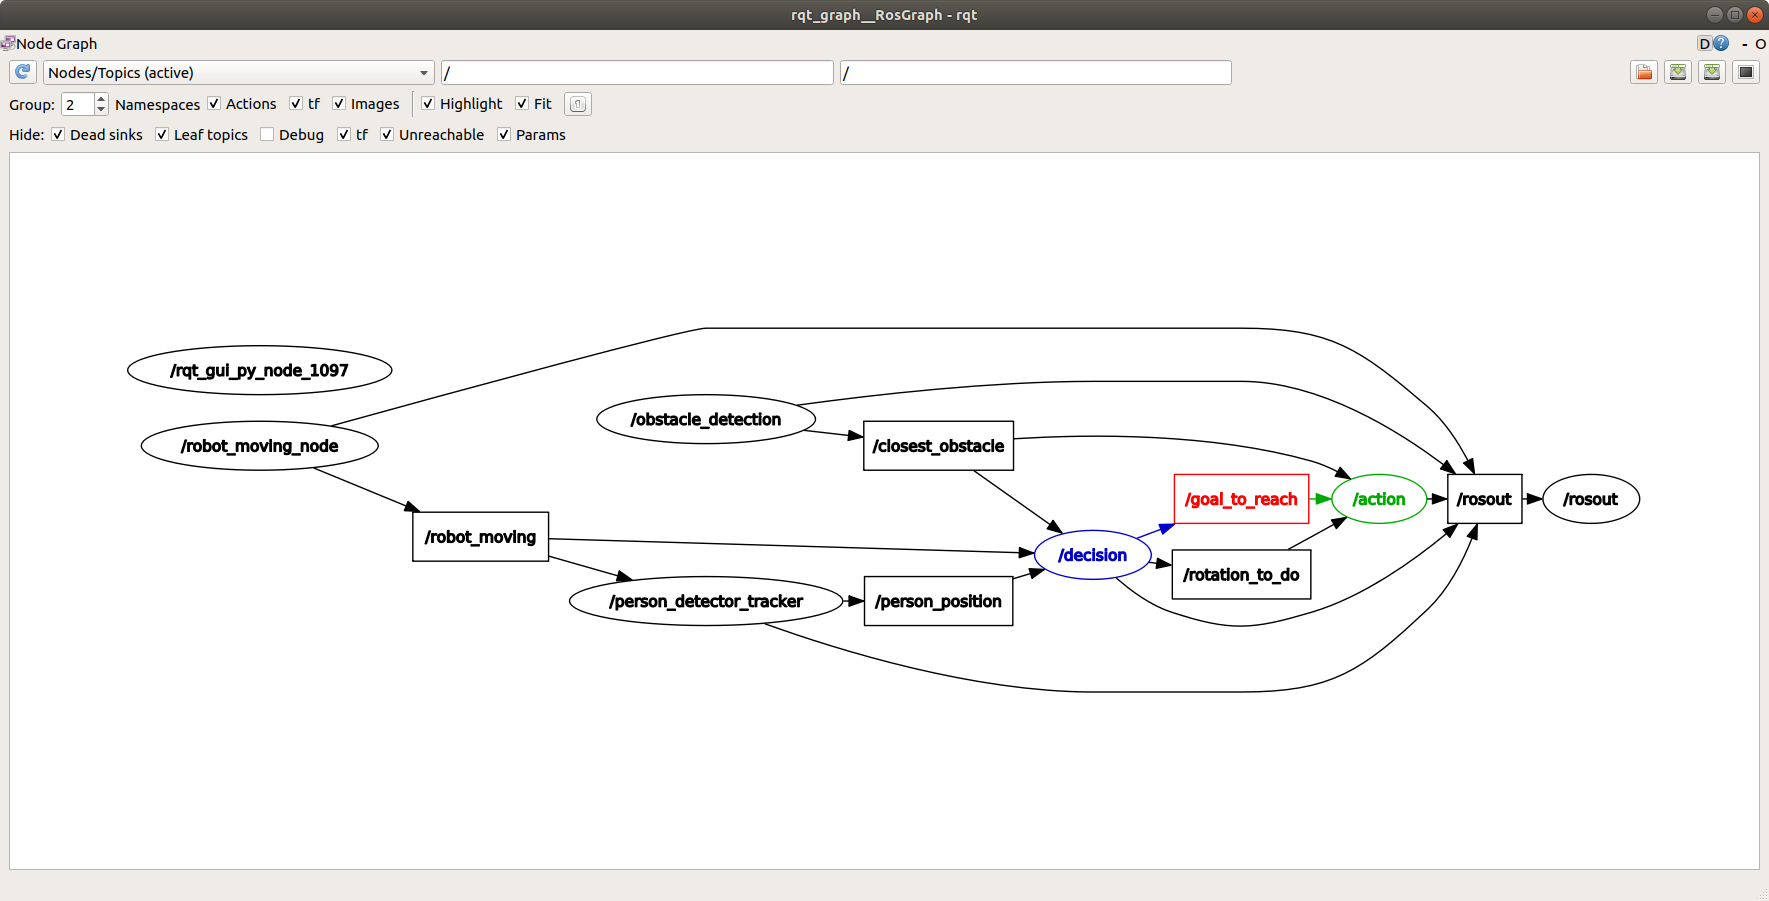 rqt_graph__RosGraph - rqt
Node Graph
D ? - O
Nodes/Topics (active) / /
Group: 2 Namespaces Actions tf Images Highlight Fit
Hide: Dead sinks Leaf topics Debug tf Unreachable Params
/rqt_gui_py_node_1097
/robot_moving_node
/obstacle_detection
/closest_obstacle
/goal_to_reach
/action
/rosout
/rosout
/robot_moving
/decision
/rotation_to_do
/person_detector_tracker
/person_position